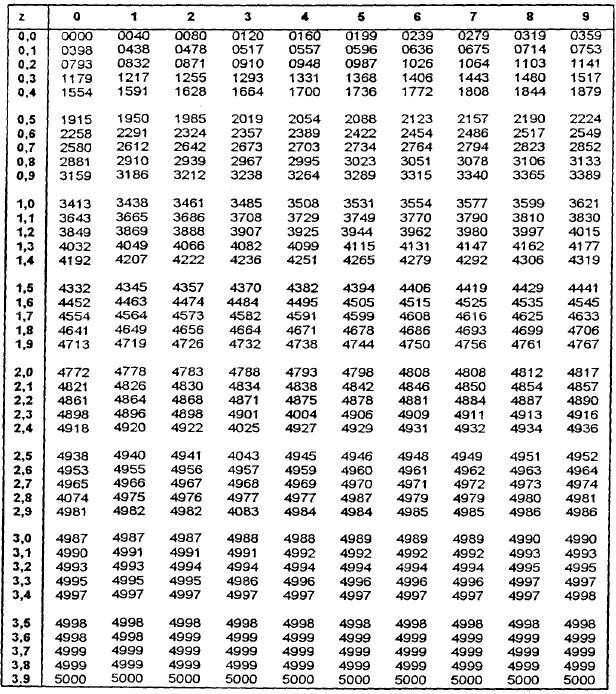 z 0 1 2 3 4 5 6 7 8 9
0,0 0000 0040 0080 0120 0160 0199 0239 0279 0319 0359
0,1 0398 0438 0478 0517 0557 0596 0636 0675 0714 0753
0,2 0793 0832 0871 0910 0948 0987 1026 1064 1103 1141
0,3 1179 1217 1255 1293 1331 1368 1406 1443 1480 1517
0,4 1554 1591 1628 1664 1700 1736 1772 1808 1844 1879
0,5 1915 1950 1985 2019 2054 2088 2123 2157 2190 2224
0,6 2258 2291 2324 2357 2389 2422 2454 2486 2517 2549
0,7 2580 2612 2642 2673 2703 2734 2764 2794 2823 2852
0,8 2881 2910 2939 2967 2995 3023 3051 3078 3106 3133
0,9 3159 3186 3212 3238 3264 3289 3315 3340 3365 3389
1,0 3413 3438 3461 3485 3508 3531 3554 3577 3599 3621
1,1 3643 3665 3686 3708 3729 3749 3770 3790 3810 3830
1,2 3849 3869 3888 3907 3925 3944 3962 3980 3997 4015
1,3 4032 4049 4066 4082 4099 4115 4131 4147 4162 4177
1,4 4192 4207 4222 4236 4251 4265 4279 4292 4306 4319
1,5 4332 4345 4357 4370 4382 4394 4406 4419 4429 4441
1,6 4452 4463 4474 4484 4495 4505 4515 4525 4535 4545
1,7 4554 4564 4573 4582 4591 4599 4608 4616 4625 4633
1,8 4641 4649 4656 4664 4671 4678 4686 4693 4699 4706
1,9 4713 4719 4726 4732 4738 4744 4750 4756 4761 4767
2,0 4772 4778 4783 4788 4793 4798 4808 4808 4812 4817
2,1 4821 4826 4830 4834 4838 4842 4846 4850 4854 4857
2,2 4861 4864 4868 4871 4875 4878 4881 4884 4887 4890
2,3 4898 4896 4898 4901 4004 4906 4909 4911 4913 4916
2,4 4918 4920 4922 4025 4927 4929 4931 4932 4934 4936
2,5 4938 4940 4941 4043 4945 4946 4948 4949 4951 4952
2,6 4953 4955 4956 4957 4959 4960 4961 4962 4963 4964
2,7 4965 4966 4967 4968 4969 4970 4971 4972 4973 4974
2,8 4074 4975 4976 4977 4977 4987 4979 4979 4980 4981
2,9 4981 4982 4982 4083 4984 4984 4985 4985 4986 4986
3,0 4987 4987 4987 4988 4988 4989 4989 4989 4990 4990
3,1 4990 4991 4991 4991 4992 4992 4992 4992 4993 4993
3,2 4993 4993 4994 4994 4994 4994 4994 4994 4995 4995
3,3 4995 4995 4995 4986 4996 4996 4996 4996 4997 4997
3,4 4997 4997 4997 4997 4997 4997 4997 4997 4997 4998
3,5 4998 4998 4998 4998 4998 4998 4998 4998 4998 4998
3,6 4998 4998 4999 4999 4999 4999 4999 4999 4999 4999
3,7 4999 4999 4999 4999 4999 4999 4999 4999 4999 4999
3,8 4999 4999 4999 4999 4999 4999 4999 4999 4999 4999
3,9 5000 5000 5000 5000 5000 5000 5000 5000 5000 5000